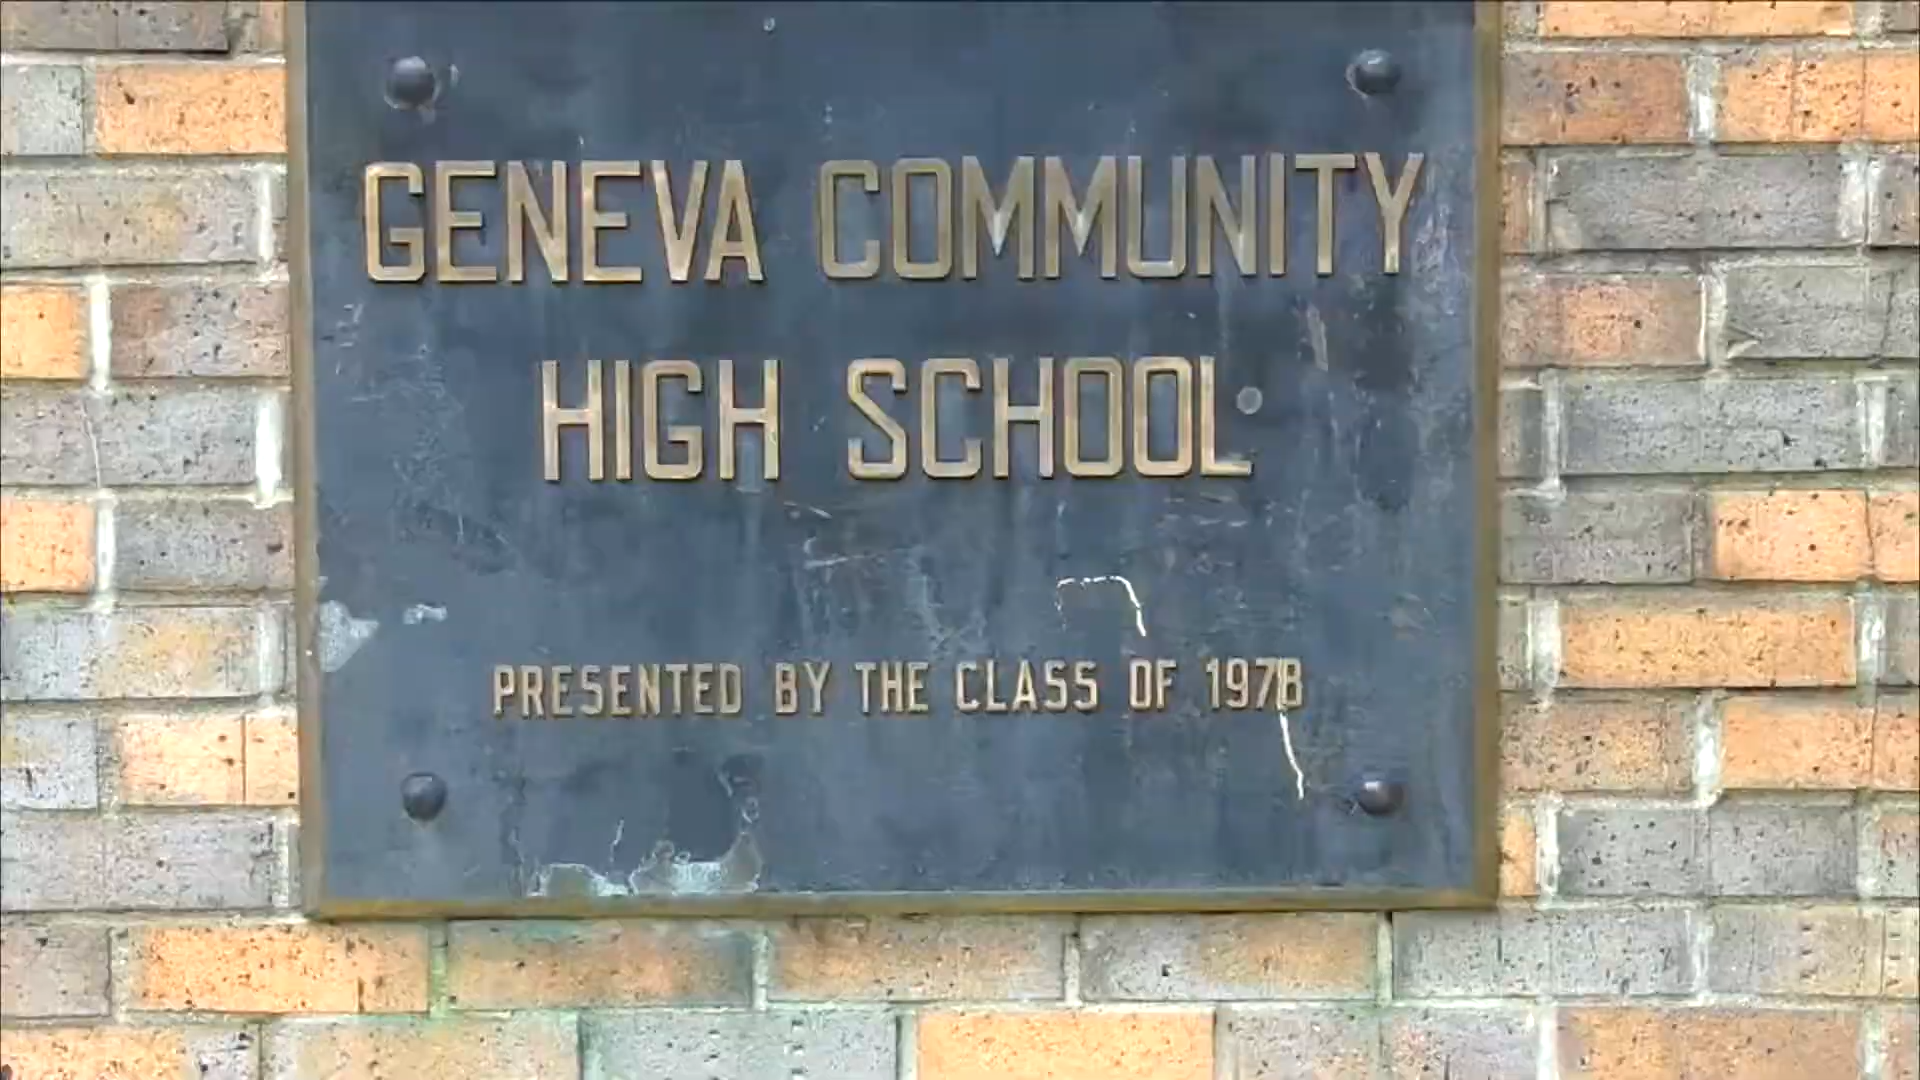 GENEVA COMMUNITY
HIGH SCHOOL
PRESENTED BY THE CLASS OF 1978